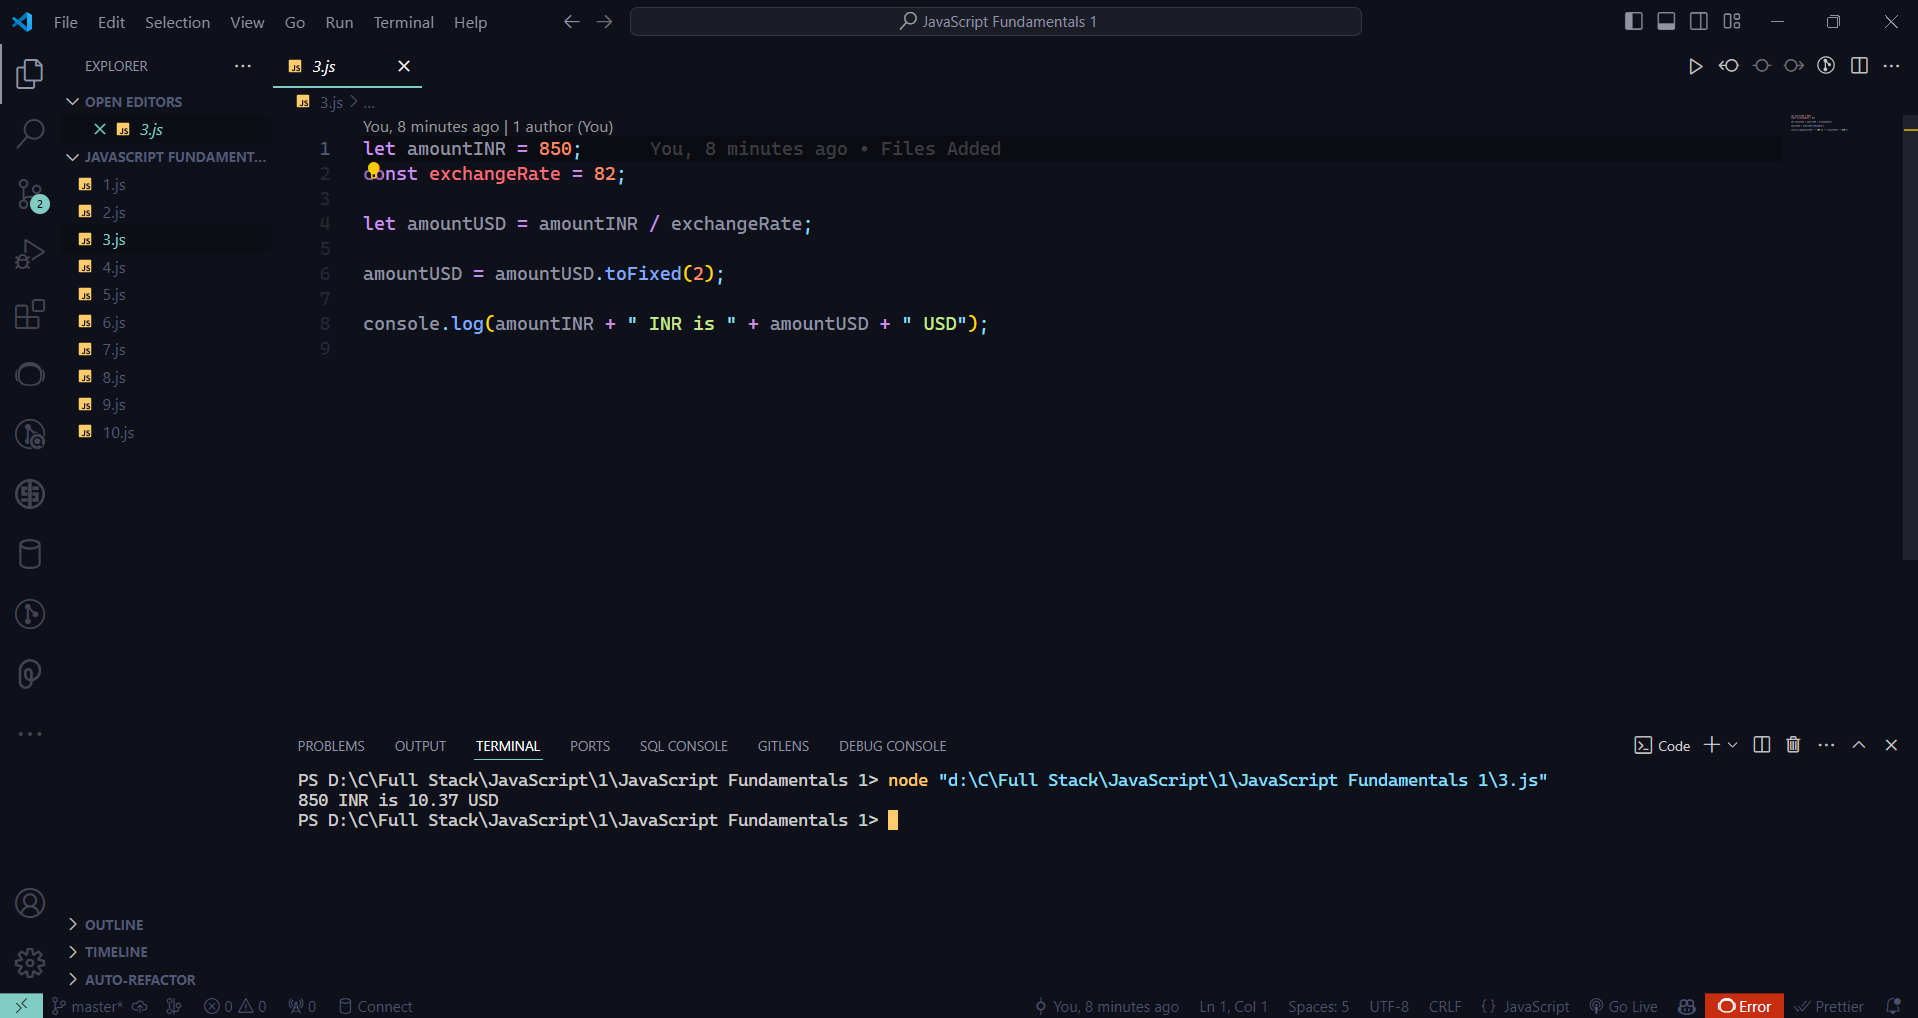 File Edit Selection View Go Run Terminal Help
JavaScript Fundamentals 1
EXPLORER
OPEN EDITORS
3.js
JAVASCRIPT FUNDAMENT...
1.js
2.js
3.js
4.js
5.js
6.js
7.js
8.js
9.js
10.js
OUTLINE
TIMELINE
AUTO-REFACTOR
2
3.js
3.js > ...
You, 8 minutes ago | 1 author (You)
1 let amountINR = 850; You, 8 minutes ago • Files Added
2 const exchangeRate = 82;
3
4 let amountUSD = amountINR / exchangeRate;
5
6 amountUSD = amountUSD.toFixed(2);
7
8 console.log(amountINR + " INR is " + amountUSD + " USD");
9
PROBLEMS OUTPUT TERMINAL PORTS SQL CONSOLE GITLENS DEBUG CONSOLE
Code
PS D:\C\Full Stack\JavaScript\1\JavaScript Fundamentals 1> node "d:\C\Full Stack\JavaScript\1\JavaScript Fundamentals 1\3.js"
850 INR is 10.37 USD
PS D:\C\Full Stack\JavaScript\1\JavaScript Fundamentals 1>
master* 0 0 0 Connect You, 8 minutes ago Ln 1, Col 1 Spaces: 5 UTF-8 CRLF {} JavaScript Go Live Error Prettier